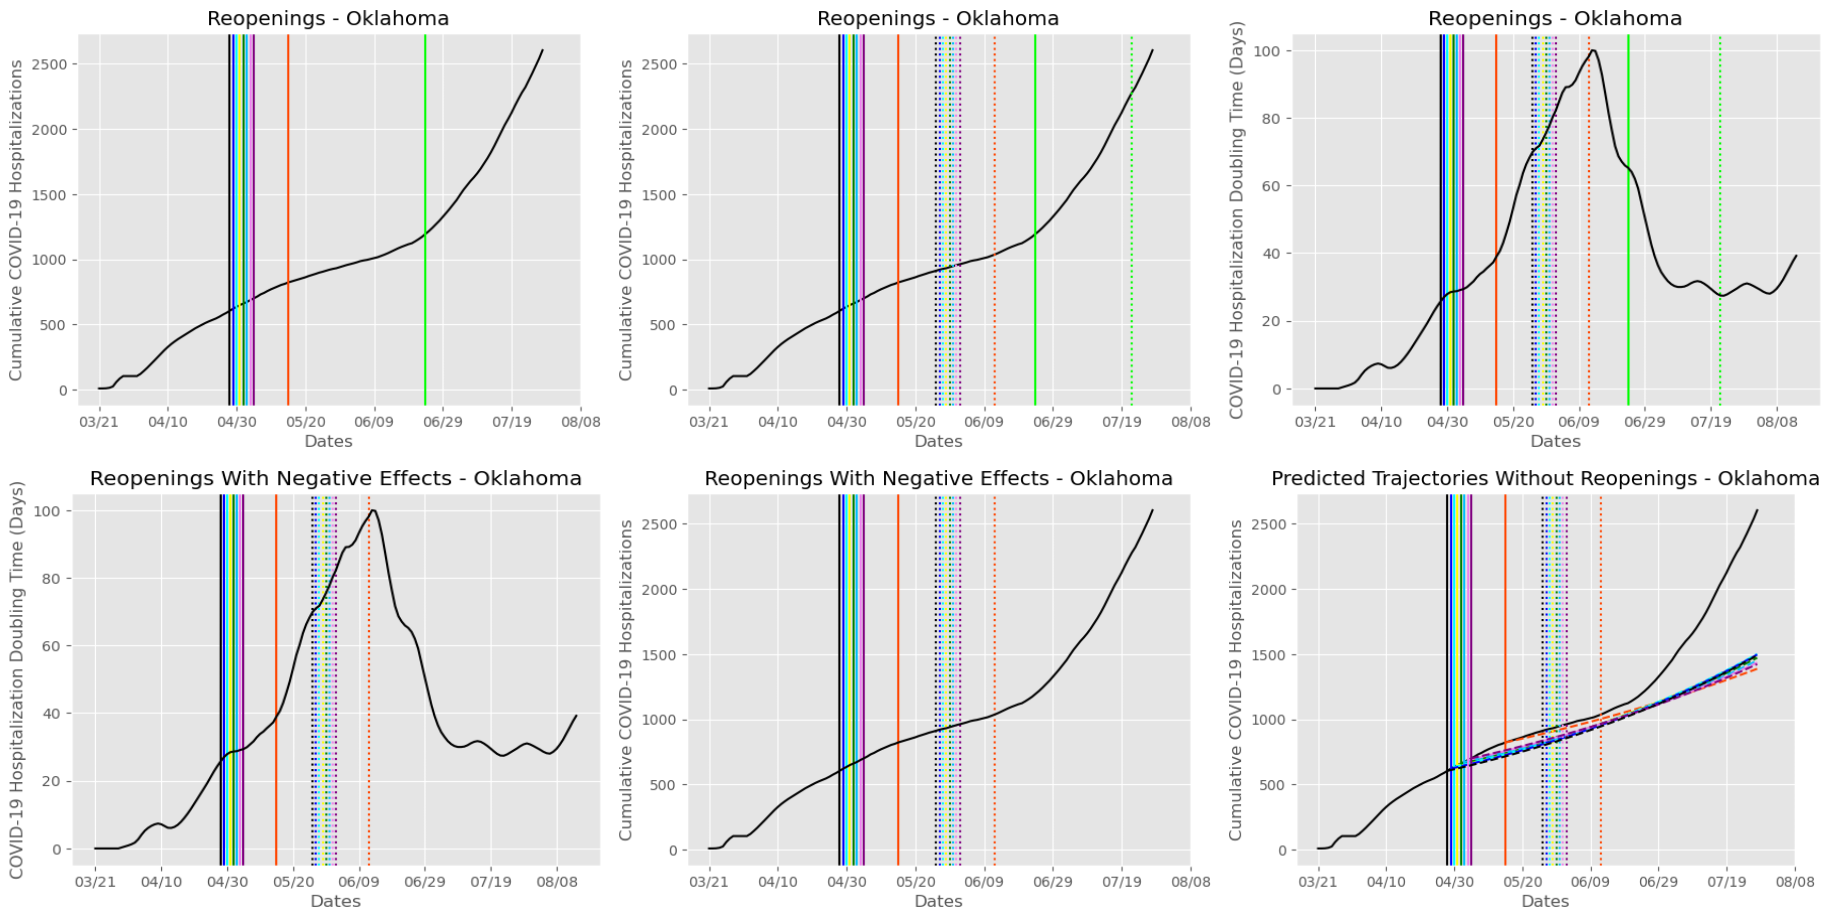 Reopenings - Oklahoma
Cumulative COVID-19 Hospitalizations
2500
2000
1500
1000
500
0
03/21 04/10 04/30 05/20 06/09 06/29 07/19 08/08
Dates
Reopenings - Oklahoma
Cumulative COVID-19 Hospitalizations
2500
2000
1500
1000
500
0
03/21 04/10 04/30 05/20 06/09 06/29 07/19 08/08
Dates
Reopenings - Oklahoma
COVID-19 Hospitalization Doubling Time (Days)
100
80
60
40
20
0
03/21 04/10 04/30 05/20 06/09 06/29 07/19 08/08
Dates
Reopenings With Negative Effects - Oklahoma
COVID-19 Hospitalization Doubling Time (Days)
100
80
60
40
20
0
03/21 04/10 04/30 05/20 06/09 06/29 07/19 08/08
Dates
Reopenings With Negative Effects - Oklahoma
Cumulative COVID-19 Hospitalizations
2500
2000
1500
1000
500
0
03/21 04/10 04/30 05/20 06/09 06/29 07/19 08/08
Dates
Predicted Trajectories Without Reopenings - Oklahoma
Cumulative COVID-19 Hospitalizations
2500
2000
1500
1000
500
0
03/21 04/10 04/30 05/20 06/09 06/29 07/19 08/08
Dates